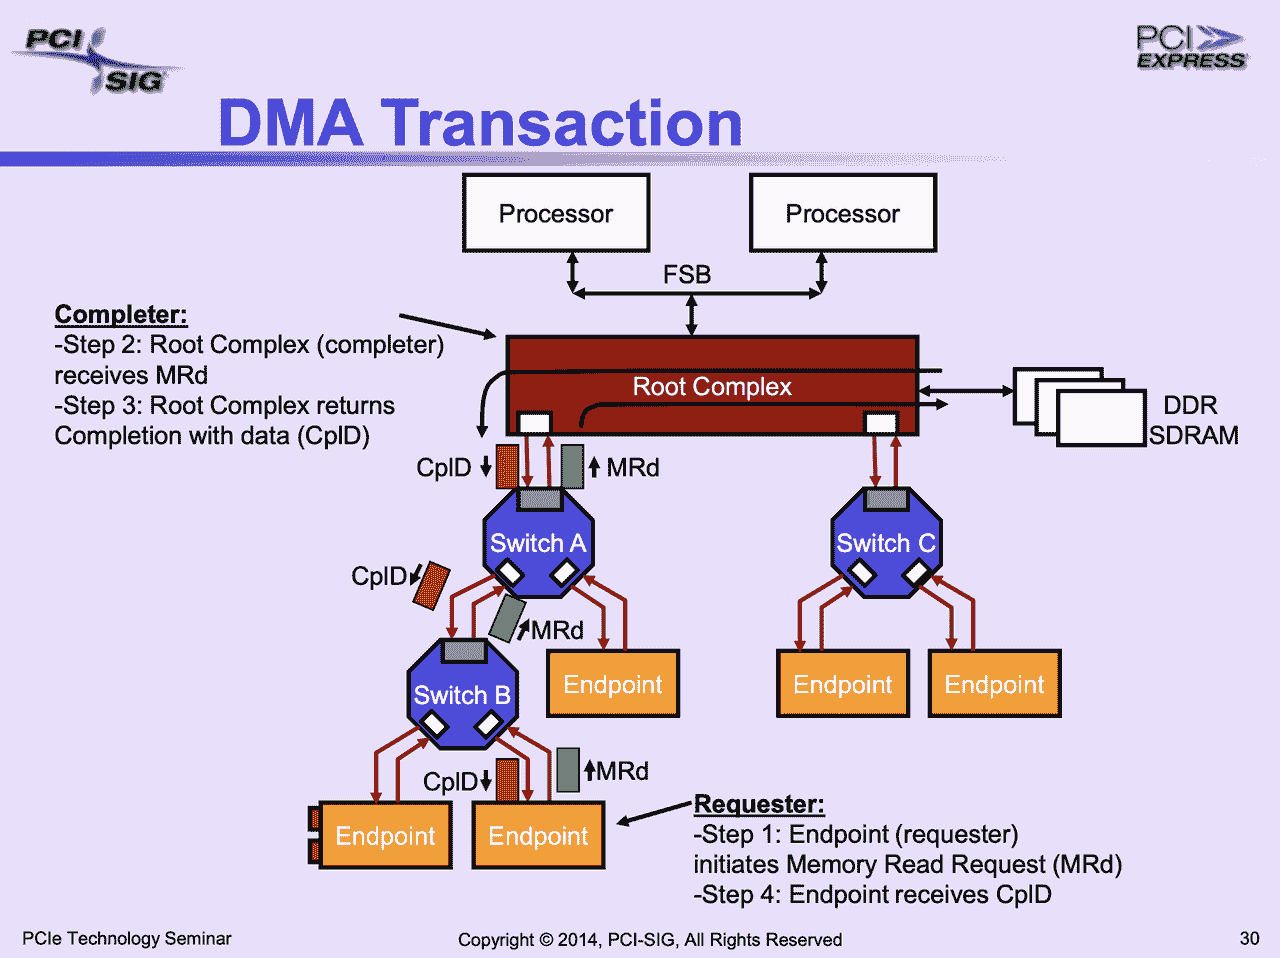 PCI
SIG
PCI
EXPRESS
DMA Transaction
Processor
Processor
FSB
Completer:
-Step 2: Root Complex (completer)
receives MRd
-Step 3: Root Complex returns
Completion with data (CplD)
Root Complex
DDR
SDRAM
CplD
MRd
Switch A
Switch C
CplD
MRd
Switch B
Endpoint
Endpoint
Endpoint
CplD
MRd
Endpoint
Endpoint
Requester:
-Step 1: Endpoint (requester)
initiates Memory Read Request (MRd)
-Step 4: Endpoint receives CplD
PCIe Technology Seminar
Copyright © 2014, PCI-SIG, All Rights Reserved
30